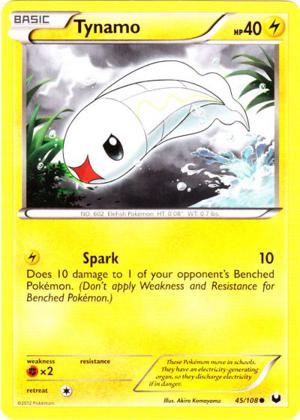 BASIC
Tynamo HP40
NO. 602 EleFish Pokémon HT: 0'08" WT: 0.7 lbs.
Spark 10
Does 10 damage to 1 of your opponent's Benched
Pokémon. (Don't apply Weakness and Resistance for
Benched Pokémon.)
weakness resistance
×2
retreat
These Pokémon move in schools.
They have an electricity-generating
organ, so they discharge electricity
if in danger.
Illus. Akira Komayama 45/108
©2012 Pokémon